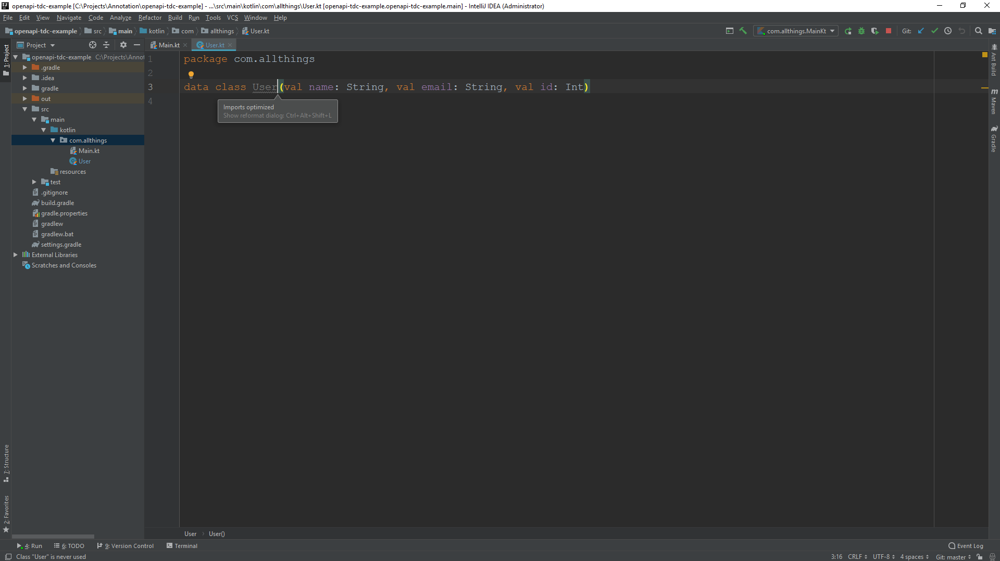 openapi-tdc-example [C:\Projects\Annotation\openapi-tdc-example] - ...\src\main\kotlin\com\allthings\User.kt [openapi-tdc-example.openapi-tdc-example.main] - IntelliJ IDEA (Administrator)
File Edit View Navigate Code Analyze Refactor Build Run Tools VCS Window Help
openapi-tdc-example src main kotlin com allthings User.kt
com.allthings.MainKt Git:
Project
Main.kt User.kt
1: Project
openapi-tdc-example C:\Projects\Annot
.gradle
.idea
gradle
out
src
main
kotlin
com.allthings
Main.kt
User
resources
test
.gitignore
build.gradle
gradle.properties
gradlew
gradlew.bat
settings.gradle
External Libraries
Scratches and Consoles
7: Structure
2: Favorites
1 package com.allthings
2
3 data class User(val name: String, val email: String, val id: Int)
4
Imports optimized
Show reformat dialog: Ctrl+Alt+Shift+L
Ant Build
m Maven
Gradle
User User()
4: Run 6: TODO 9: Version Control Terminal Event Log
Class "User" is never used 3:16 CRLF UTF-8 4 spaces Git: master